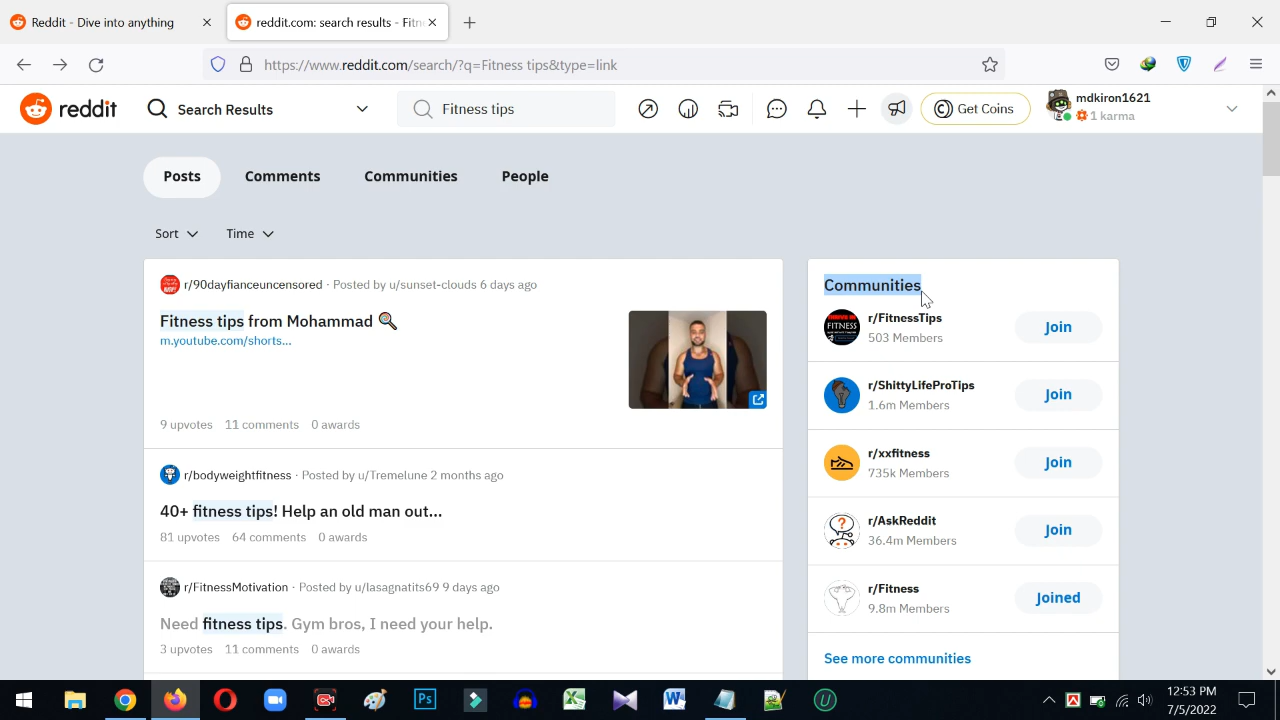 Reddit - Dive into anything
reddit.com: search results - Fitn
https://www.reddit.com/search/?q=Fitness tips&type=link
reddit
Search Results
Fitness tips
Get Coins
mdkiron1621
1 karma
Posts
Comments
Communities
People
Sort
Time
r/90dayfianceuncensored · Posted by u/sunset-clouds 6 days ago
Fitness tips from Mohammad
m.youtube.com/shorts...
9 upvotes 11 comments 0 awards
r/bodyweightfitness · Posted by u/Tremelune 2 months ago
40+ fitness tips! Help an old man out...
81 upvotes 64 comments 0 awards
r/FitnessMotivation · Posted by u/lasagnatits69 9 days ago
Need fitness tips. Gym bros, I need your help.
3 upvotes 11 comments 0 awards
Communities
r/FitnessTips
503 Members
Join
r/ShittyLifeProTips
1.6m Members
Join
r/xxfitness
735k Members
Join
r/AskReddit
36.4m Members
Join
r/Fitness
9.8m Members
Joined
See more communities
12:53 PM
7/5/2022